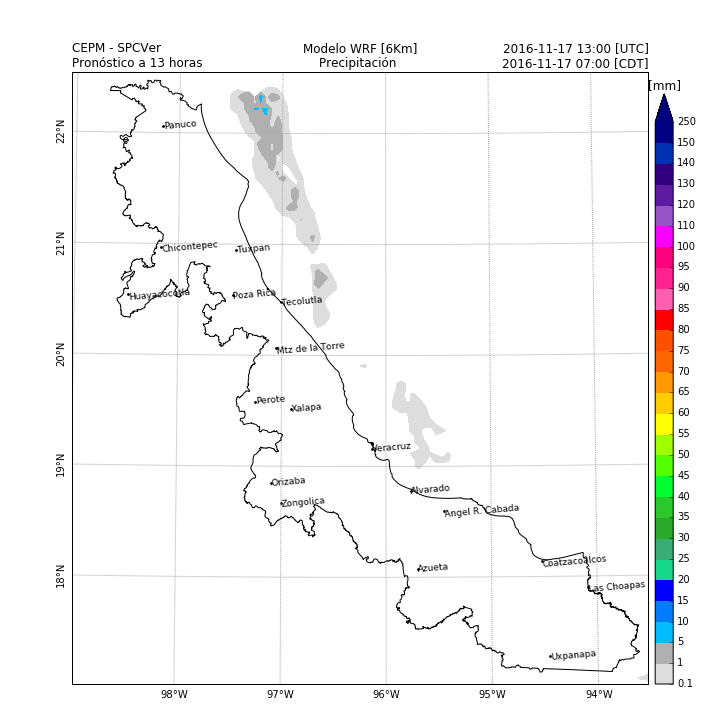 CEPM - SPCVer Modelo WRF [6Km] 2016-11-17 13:00 [UTC]
Pronóstico a 13 horas Precipitación 2016-11-17 07:00 [CDT]
[mm]
250
150
140
130
120
110
100
95
90
85
80
75
70
65
60
55
50
45
40
35
30
25
20
15
10
5
1
0.1
22°N
21°N
20°N
19°N
18°N
Panuco
Chicontepec
Tuxpan
Huayacocotla
Poza Rica
Tecolutla
Mtz de la Torre
Perote
Xalapa
Veracruz
Orizaba
Alvarado
Zongolica
Angel R. Cabada
Azueta
Coatzacoalcos
Las Choapas
Uxpanapa
98°W 97°W 96°W 95°W 94°W